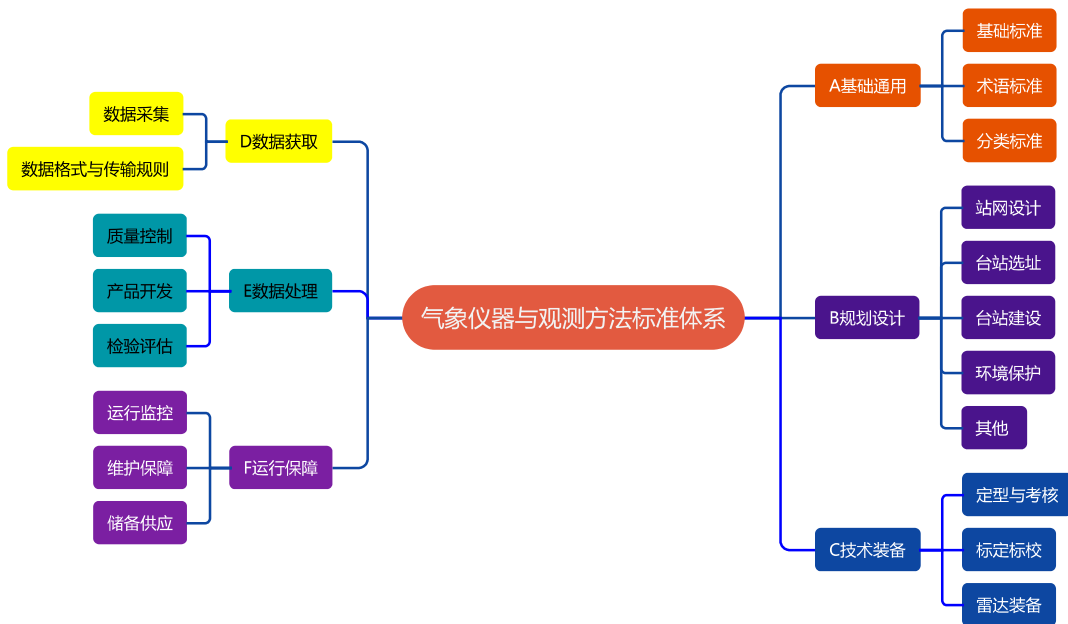 气象仪器与观测方法标准体系
A基础通用
基础标准
术语标准
分类标准
B规划设计
站网设计
台站选址
台站建设
环境保护
其他
C技术装备
定型与考核
标定标校
雷达装备
D数据获取
数据采集
数据格式与传输规则
E数据处理
质量控制
产品开发
检验评估
F运行保障
运行监控
维护保障
储备供应